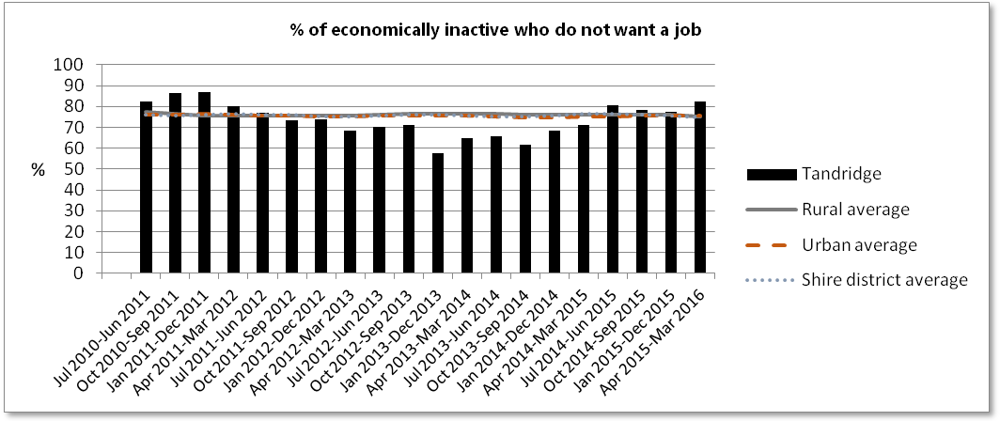 % of economically inactive who do not want a job
100
90
80
70
60
50
40
30
20
10
0
%
Jul 2010-Jun 2011
Oct 2010-Sep 2011
Jan 2011-Dec 2011
Apr 2011-Mar 2012
Jul 2011-Jun 2012
Oct 2011-Sep 2012
Jan 2012-Dec 2012
Apr 2012-Mar 2013
Jul 2012-Jun 2013
Oct 2012-Sep 2013
Jan 2013-Dec 2013
Apr 2013-Mar 2014
Jul 2013-Jun 2014
Oct 2013-Sep 2014
Jan 2014-Dec 2014
Apr 2014-Mar 2015
Jul 2014-Jun 2015
Oct 2014-Sep 2015
Jan 2015-Dec 2015
Apr 2015-Mar 2016
Tandridge
Rural average
Urban average
Shire district average